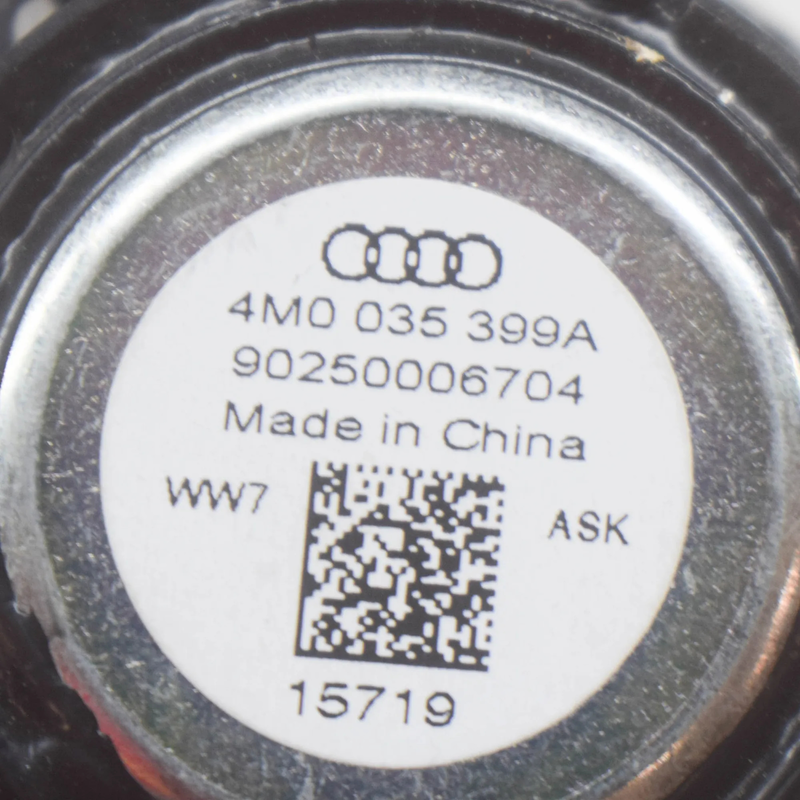 4M0 035 399A
90250006704
Made in China
WW7
ASK
15719